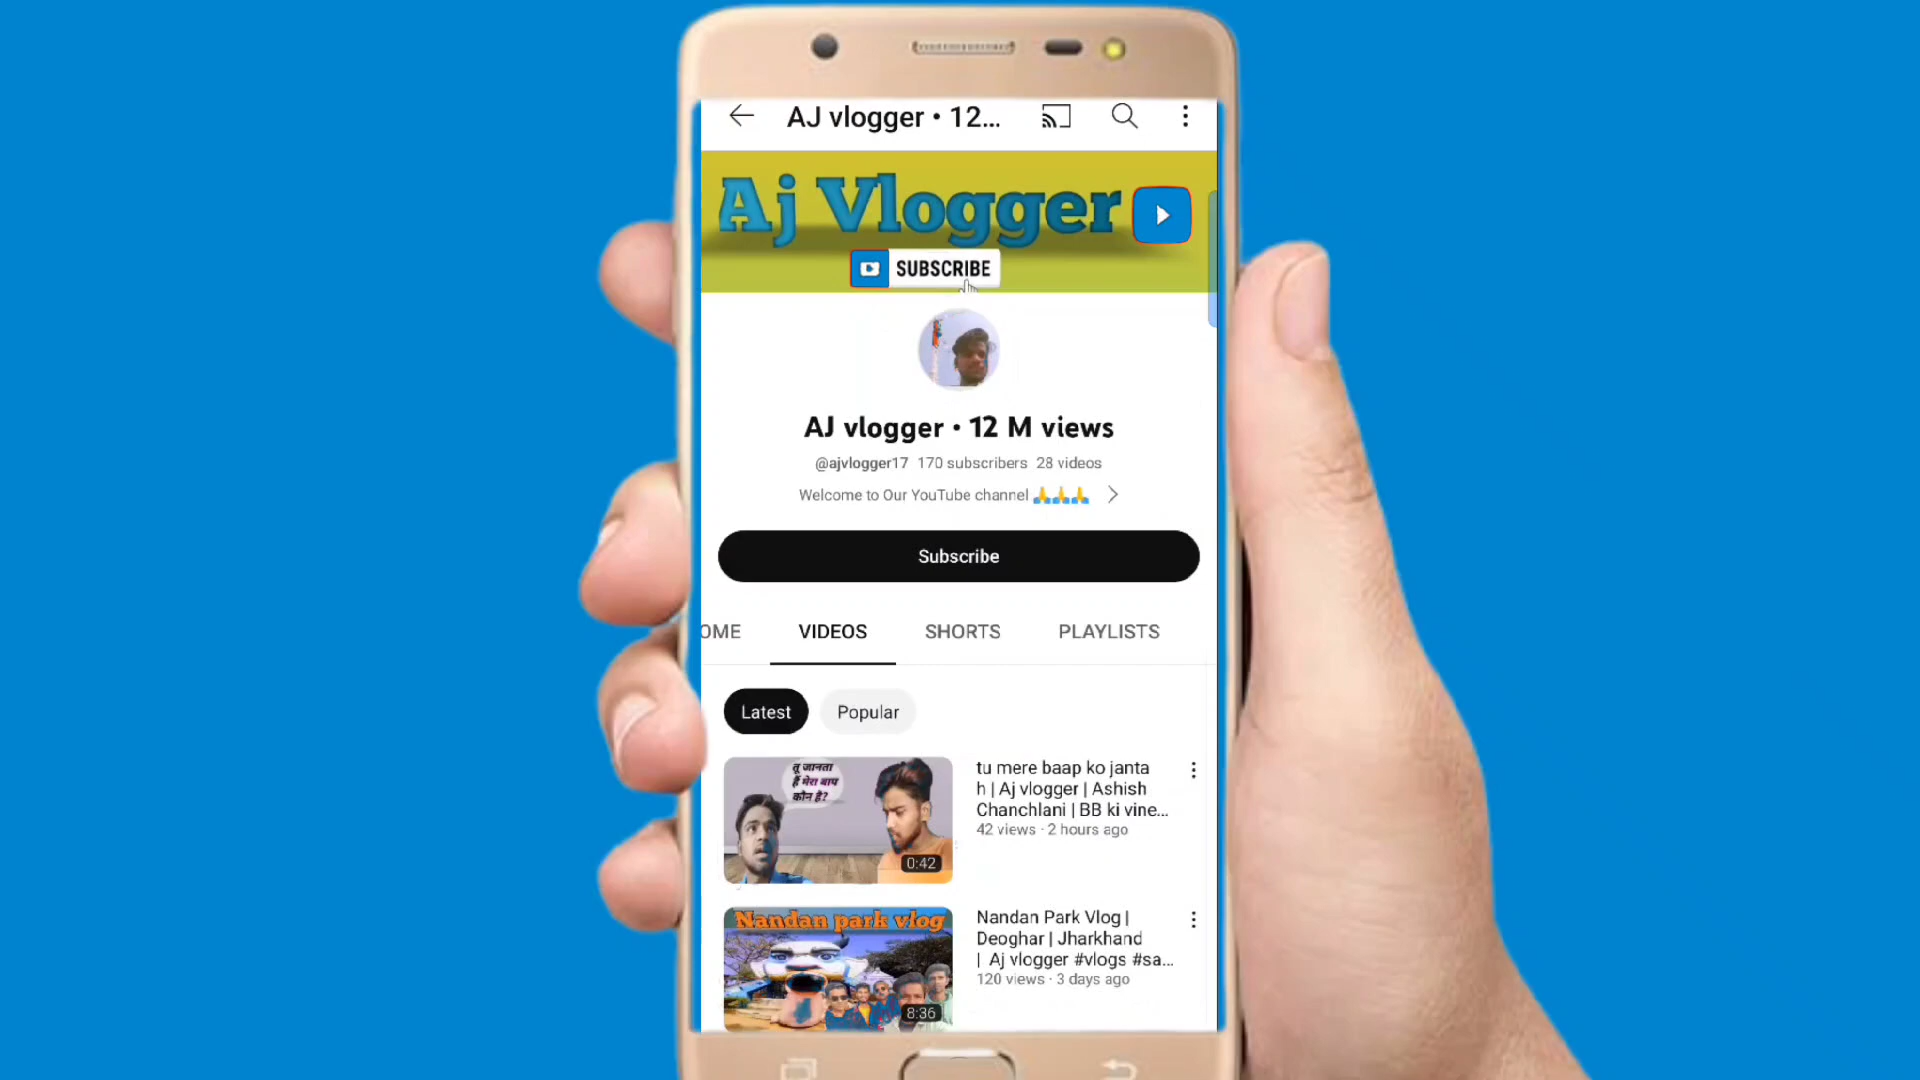 AJ vlogger • 12...
Aj Vlogger
SUBSCRIBE
AJ vlogger • 12 M views
@ajvlogger17 170 subscribers 28 videos
Welcome to Our YouTube channel 🙏🙏🙏
Subscribe
OME VIDEOS SHORTS PLAYLISTS
Latest Popular
तू जानता
हैं मेरा बाप
कौन है?
0:42
tu mere baap ko janta
h | Aj vlogger | Ashish
Chanchlani | BB ki vine...
42 views · 2 hours ago
Nandan park vlog
8:36
Nandan Park Vlog |
Deoghar | Jharkhand
| Aj vlogger #vlogs #sa...
120 views · 3 days ago